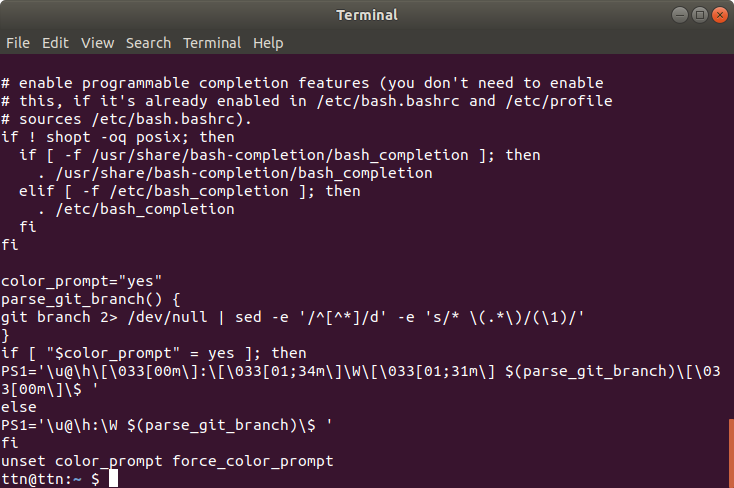 Terminal
File Edit View Search Terminal Help
# enable programmable completion features (you don't need to enable
# this, if it's already enabled in /etc/bash.bashrc and /etc/profile
# sources /etc/bash.bashrc).
if ! shopt -oq posix; then
  if [ -f /usr/share/bash-completion/bash_completion ]; then
    . /usr/share/bash-completion/bash_completion
  elif [ -f /etc/bash_completion ]; then
    . /etc/bash_completion
  fi
fi
color_prompt="yes"
parse_git_branch() {
git branch 2> /dev/null | sed -e '/^[^*]/d' -e 's/* \(.*\)/(\1)/'
}
if [ "$color_prompt" = yes ]; then
PS1='\u@\h\[\033[00m\]:\[\033[01;34m\]\W\[\033[01;31m\] $(parse_git_branch)\[\03
3[00m\]\$ '
else
PS1='\u@\h:\W $(parse_git_branch)\$ '
fi
unset color_prompt force_color_prompt
ttn@ttn:~ $